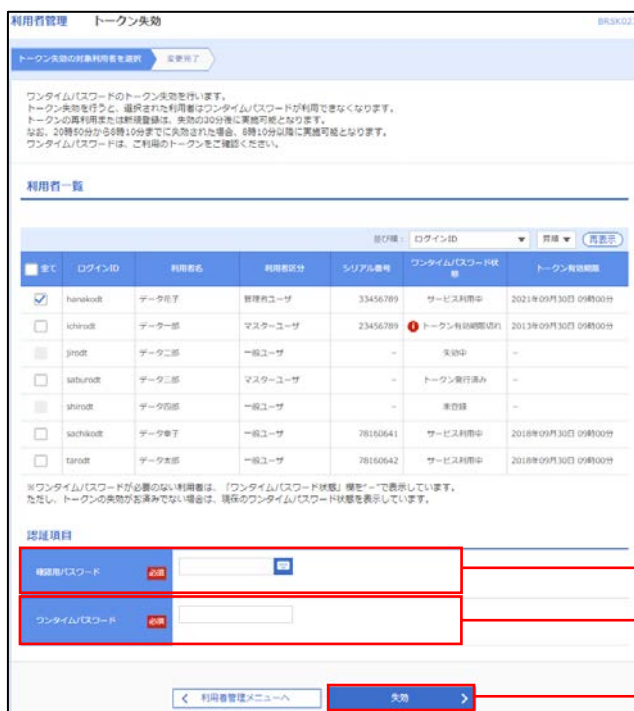 利用者管理 トークン失効 BRSK023
トークン失効の対象利用者を選択 変更完了
ワンタイムパスワードのトークン失効を行います。
トークン失効を行うと、選択された利用者はワンタイムパスワードが利用できなくなります。
トークンの再利用または新規登録は、失効の30分後に実施可能となります。
なお、20時50分から8時10分までに失効された場合、8時10分以降に実施可能となります。
ワンタイムパスワードは、ご利用のトークンをご確認ください。
利用者一覧
並び順： ログインID 昇順 再表示
全て ログインID 利用者名 利用者区分 シリアル番号 ワンタイムパスワード状態 トークン有効期限
hanakodt データ花子 管理者ユーザ 33456789 サービス利用中 2021年09月30日 09時00分
ichirodt データ一郎 マスターユーザ 23456789 トークン有効期限切れ 2013年09月30日 09時00分
jirodt データ二郎 一般ユーザ － 失効中 －
saburodt データ三郎 マスターユーザ － トークン発行済み －
shirodt データ四郎 一般ユーザ － 未登録 －
sachikodt データ幸子 一般ユーザ 78160641 サービス利用中 2018年09月30日 09時00分
tarodt データ太郎 一般ユーザ 78160642 サービス利用中 2018年09月30日 09時00分
※ワンタイムパスワードが必要のない利用者は、「ワンタイムパスワード状態」欄を"－"で表示しています。
ただし、トークンの失効がお済みでない場合は、現在のワンタイムパスワード状態を表示しています。
認証項目
確認用パスワード 必須
ワンタイムパスワード 必須
利用者管理メニューへ 失効